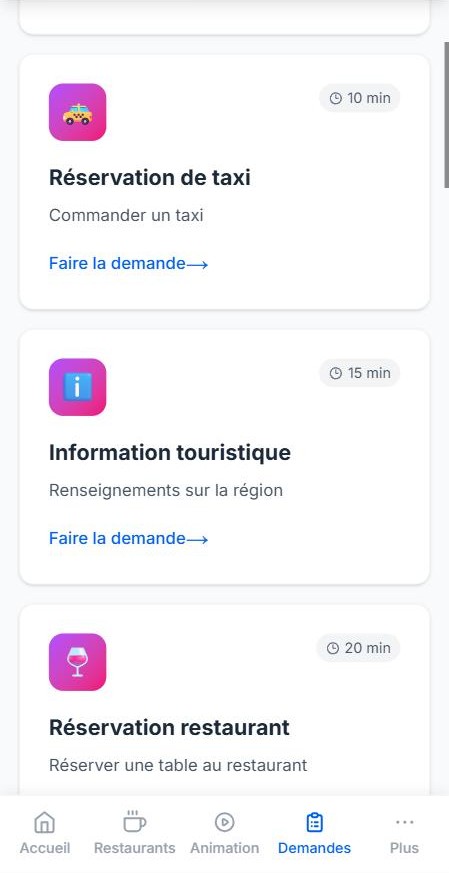 10 min
Réservation de taxi
Commander un taxi
Faire la demande⟶
15 min
Information touristique
Renseignements sur la région
Faire la demande⟶
20 min
Réservation restaurant
Réserver une table au restaurant
Accueil Restaurants Animation Demandes Plus